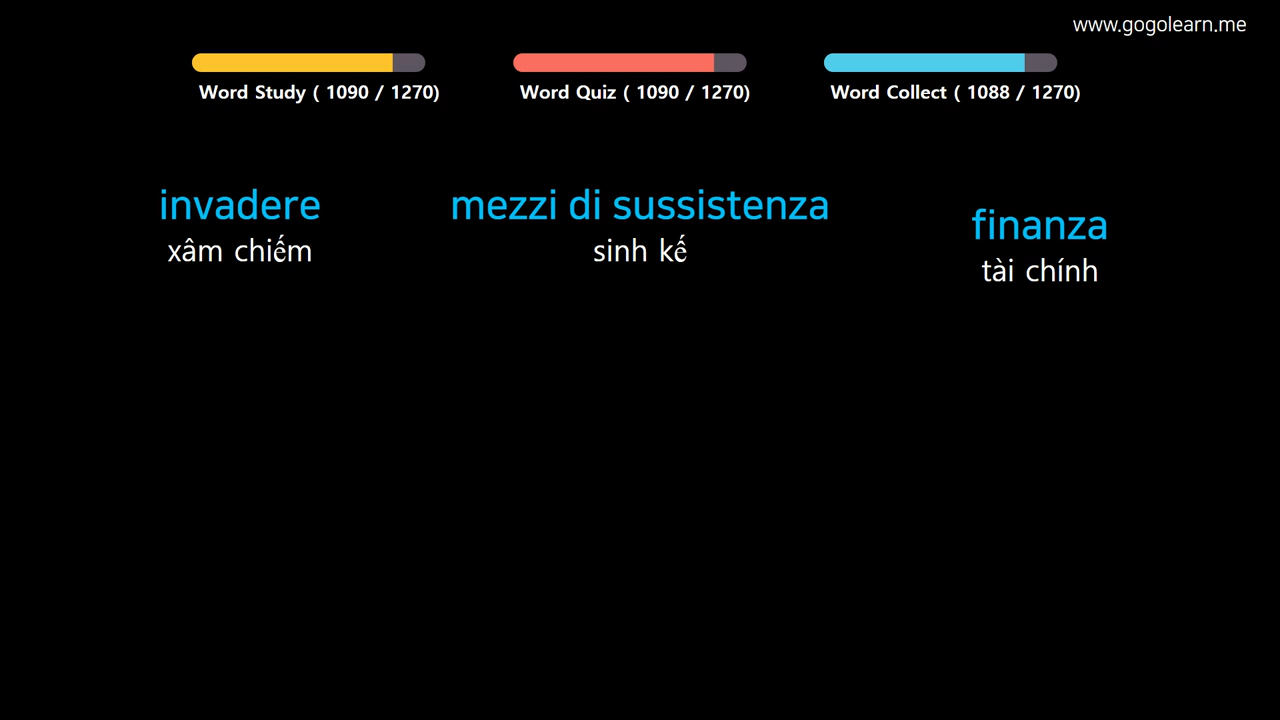 www.gogolearn.me
Word Study ( 1090 / 1270)
Word Quiz ( 1090 / 1270)
Word Collect ( 1088 / 1270)
invadere
xâm chiếm
mezzi di sussistenza
sinh kế
finanza
tài chính